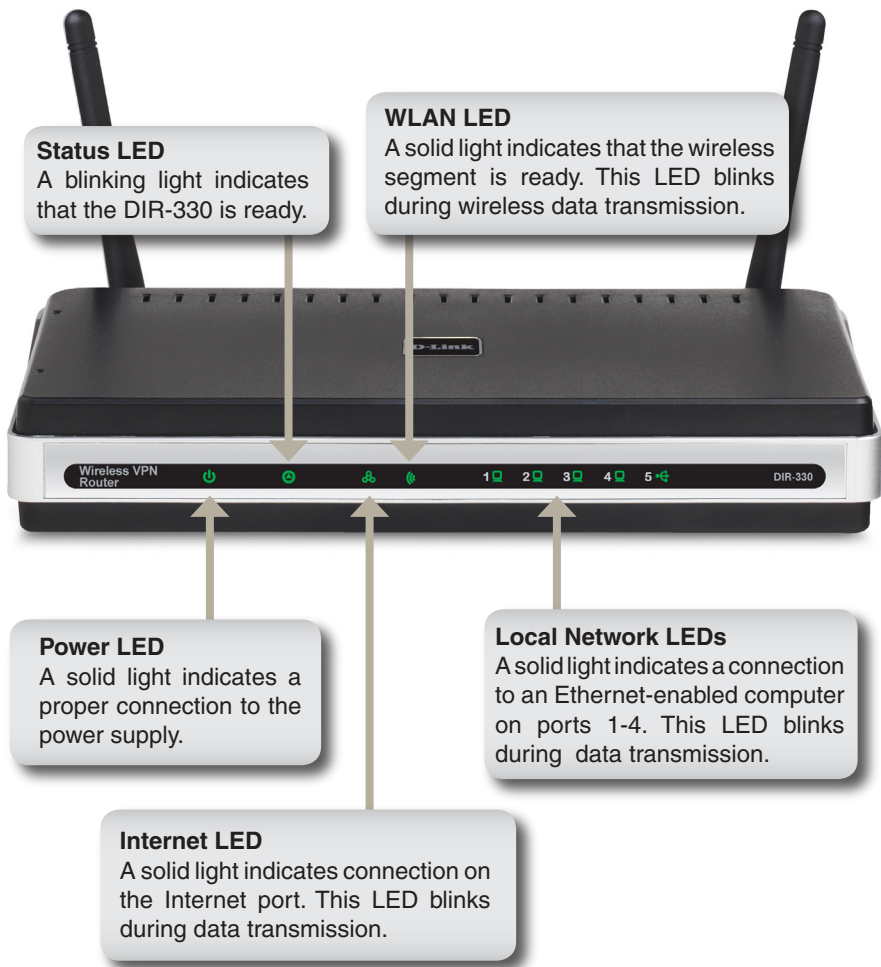 Status LED
A blinking light indicates
that the DIR-330 is ready.
WLAN LED
A solid light indicates that the wireless
segment is ready. This LED blinks
during wireless data transmission.
D-Link
Wireless VPN
Router
1 2 3 4 5
DIR-330
Power LED
A solid light indicates a
proper connection to the
power supply.
Local Network LEDs
A solid light indicates a connection
to an Ethernet-enabled computer
on ports 1-4. This LED blinks
during data transmission.
Internet LED
A solid light indicates connection on
the Internet port. This LED blinks
during data transmission.